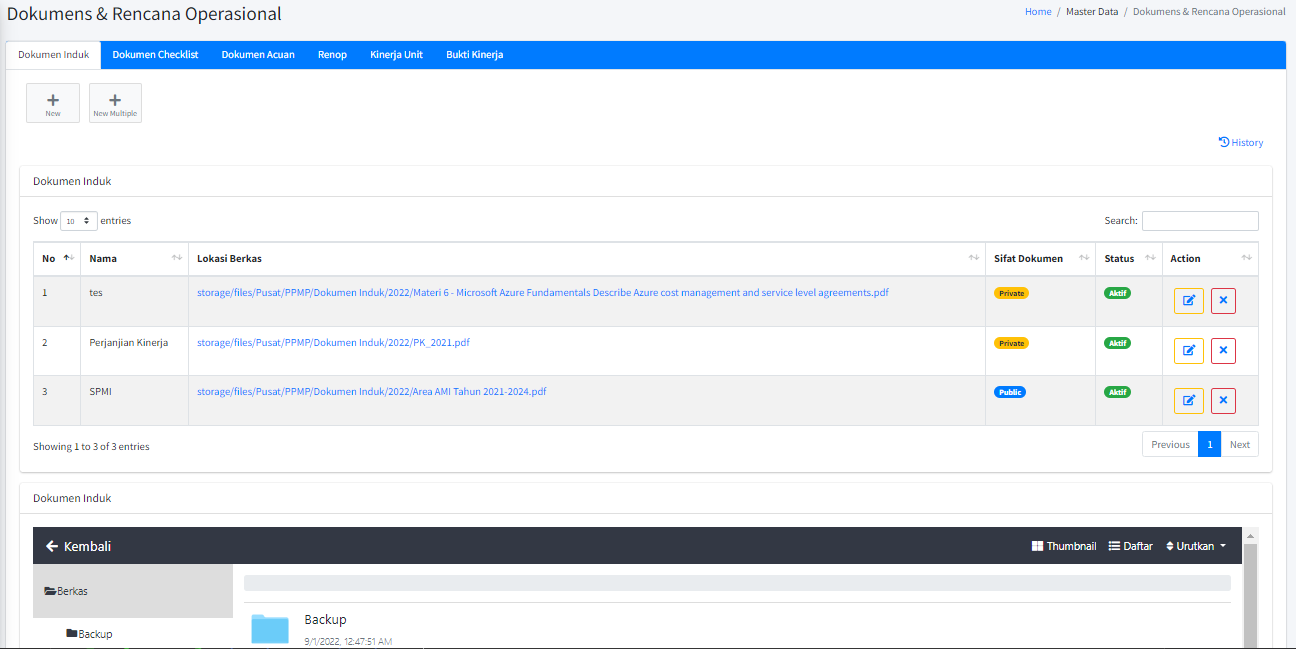 Dokumens & Rencana Operasional
Home / Master Data / Dokumens & Rencana Operasional
Dokumen Induk Dokumen Checklist Dokumen Acuan Renop Kinerja Unit Bukti Kinerja
New New Multiple
History
Dokumen Induk
Show 10 entries Search:
No Nama Lokasi Berkas Sifat Dokumen Status Action
1 tes storage/files/Pusat/PPMP/Dokumen Induk/2022/Materi 6 - Microsoft Azure Fundamentals Describe Azure cost management and service level agreements.pdf Private Aktif
2 Perjanjian Kinerja storage/files/Pusat/PPMP/Dokumen Induk/2022/PK_2021.pdf Private Aktif
3 SPMI storage/files/Pusat/PPMP/Dokumen Induk/2022/Area AMI Tahun 2021-2024.pdf Public Aktif
Showing 1 to 3 of 3 entries Previous 1 Next
Dokumen Induk
Kembali Thumbnail Daftar Urutkan
Berkas
Backup
Backup
9/1/2022, 12:47:51 AM